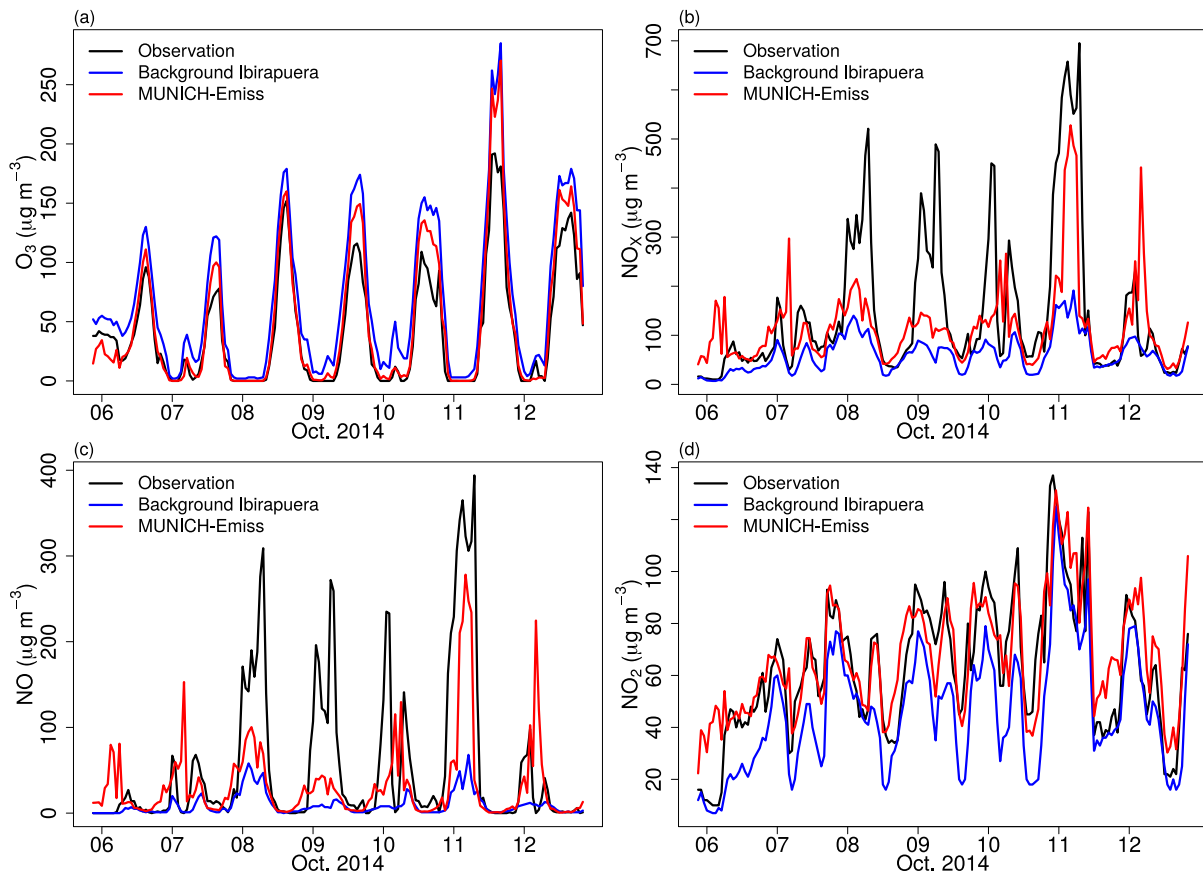 (a)
Observation
Background Ibirapuera
MUNICH-Emiss
O3 (μg m−3)
0 50 100 150 200 250
06 07 08 09 10 11 12
Oct. 2014
(b)
Observation
Background Ibirapuera
MUNICH-Emiss
NOX (μg m−3)
0 100 300 500 700
06 07 08 09 10 11 12
Oct. 2014
(c)
Observation
Background Ibirapuera
MUNICH-Emiss
NO (μg m−3)
0 100 200 300 400
06 07 08 09 10 11 12
Oct. 2014
(d)
Observation
Background Ibirapuera
MUNICH-Emiss
NO2 (μg m−3)
20 40 60 80 100 140
06 07 08 09 10 11 12
Oct. 2014